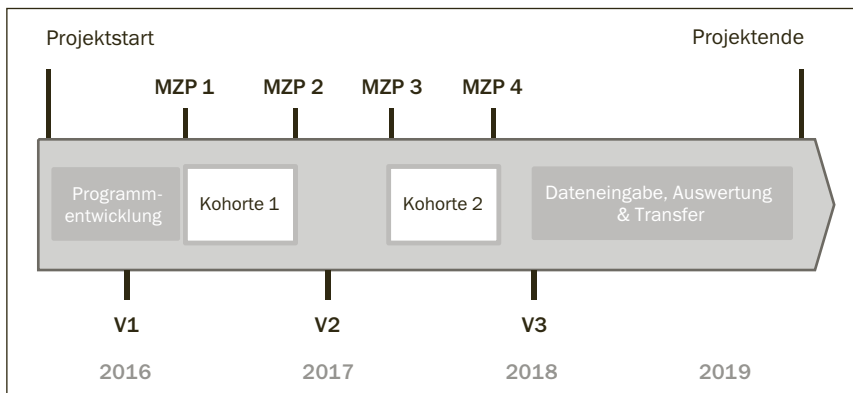 Projektstart Projektende
MZP 1 MZP 2 MZP 3 MZP 4
Programm-
entwicklung
Kohorte 1
Kohorte 2
Dateneingabe, Auswertung
& Transfer
V1 V2 V3
2016 2017 2018 2019